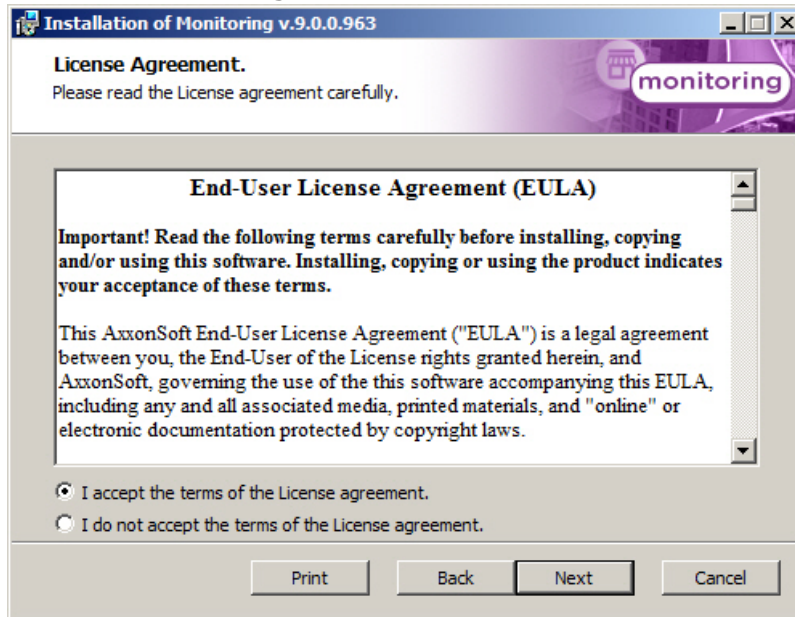 Installation of Monitoring v.9.0.0.963
License Agreement.
Please read the License agreement carefully.
monitoring
End-User License Agreement (EULA)
Important! Read the following terms carefully before installing, copying
and/or using this software. Installing, copying or using the product indicates
your acceptance of these terms.
This AxxonSoft End-User License Agreement ("EULA") is a legal agreement
between you, the End-User of the License rights granted herein, and
AxxonSoft, governing the use of the this software accompanying this EULA,
including any and all associated media, printed materials, and "online" or
electronic documentation protected by copyright laws.
I accept the terms of the License agreement.
I do not accept the terms of the License agreement.
Print Back Next Cancel